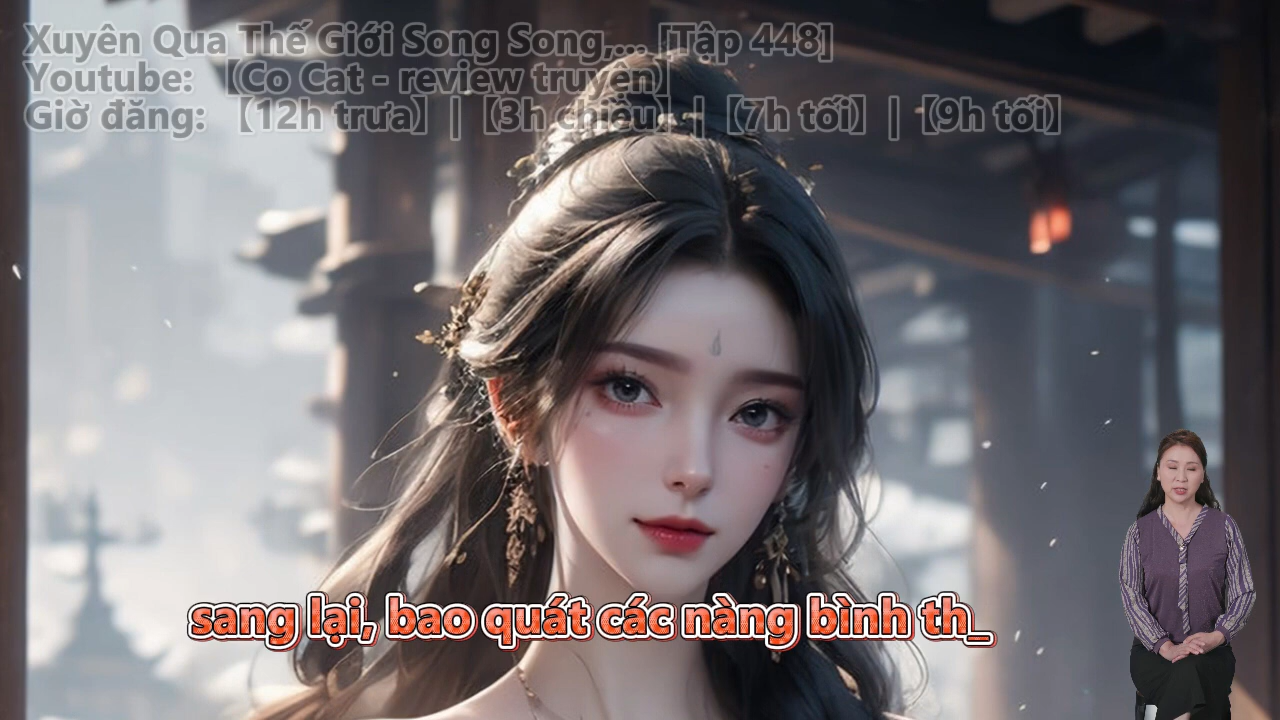 Xuyên Qua Thế Giới Song Song,... [Tập 448]
Youtube: 【Cọ Cat - review truyện】
Giờ đăng: 【12h trưa】 | 【3h chiều】 | 【7h tối】 | 【9h tối】
sang lại, bao quát các nàng bình th_